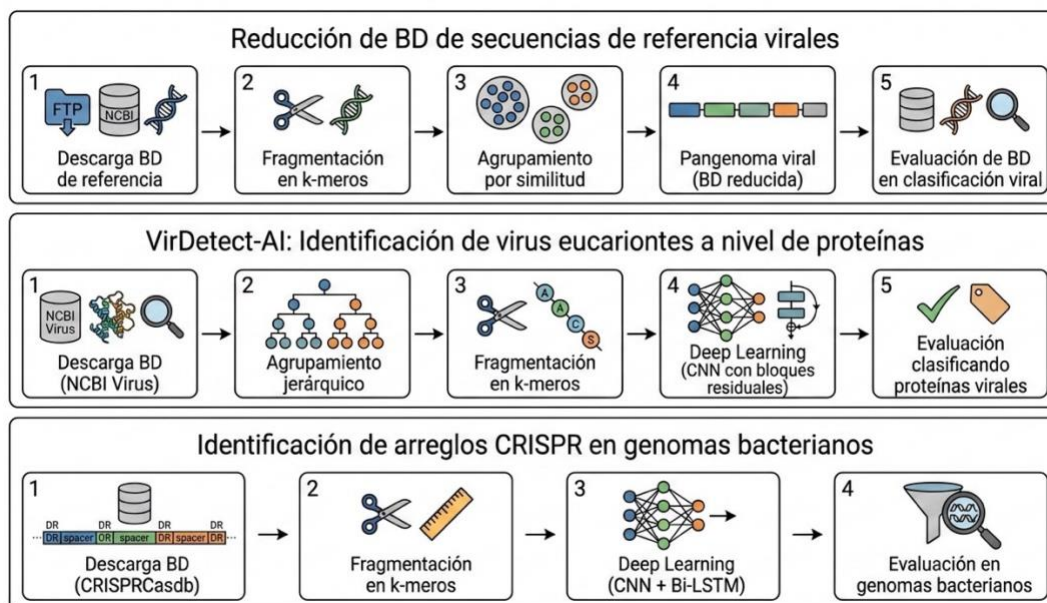 Reducción de BD de secuencias de referencia virales
1
FTP
NCBI
Descarga BD
de referencia
2
Fragmentación
en k-meros
3
Agrupamiento
por similitud
4
Pangenoma viral
(BD reducida)
5
Evaluación de BD
en clasificación viral
VirDetect-AI: Identificación de virus eucariontes a nivel de proteínas
1
NCBI
Virus
Descarga BD
(NCBI Virus)
2
Agrupamiento
jerárquico
3
A
A
C
S
Fragmentación
en k-meros
4
Deep Learning
(CNN con bloques
residuales)
5
Evaluación
clasificando
proteínas virales
Identificación de arreglos CRISPR en genomas bacterianos
1
DR DR DR DR
DR spacer OR spacer DR spacer DR
Descarga BD
(CRISPRCasdb)
2
Fragmentación
en k-meros
3
Deep Learning
(CNN + Bi-LSTM)
4
Evaluación en
genomas bacterianos